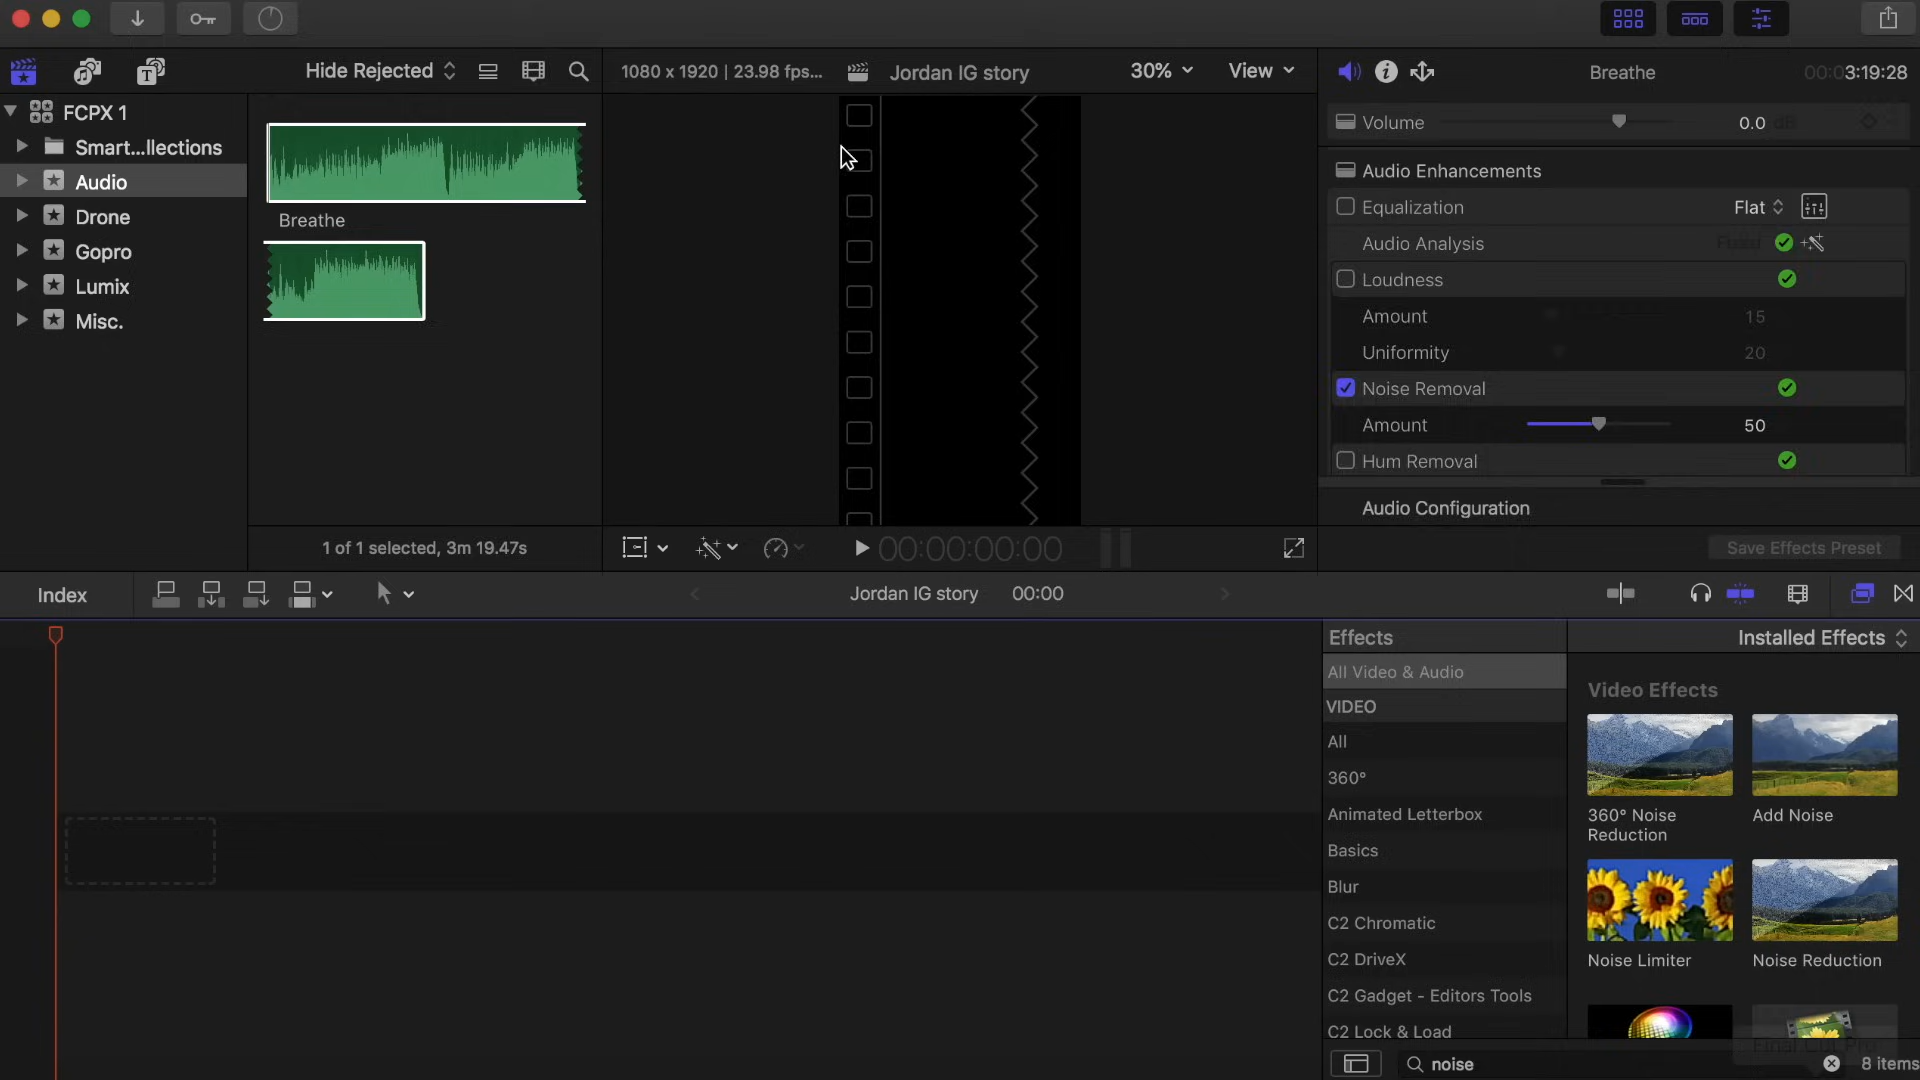 Hide Rejected
1080 x 1920 | 23.98 fps...
Jordan IG story
30%
View
Breathe
00:03:19:28
FCPX 1
Smart...llections
Audio
Drone
Gopro
Lumix
Misc.
Breathe
1 of 1 selected, 3m 19.47s
00:00:00:00
Volume
0.0 dB
Audio Enhancements
Equalization
Flat
Audio Analysis
Loudness
Amount
15
Uniformity
20
Noise Removal
Amount
50
Hum Removal
Audio Configuration
Save Effects Preset
Index
Jordan IG story
00:00
Effects
Installed Effects
All Video & Audio
VIDEO
All
360°
Animated Letterbox
Basics
Blur
C2 Chromatic
C2 DriveX
C2 Gadget - Editors Tools
C2 Lock & Load
Video Effects
360° Noise
Reduction
Add Noise
Noise Limiter
Noise Reduction
noise
8 items